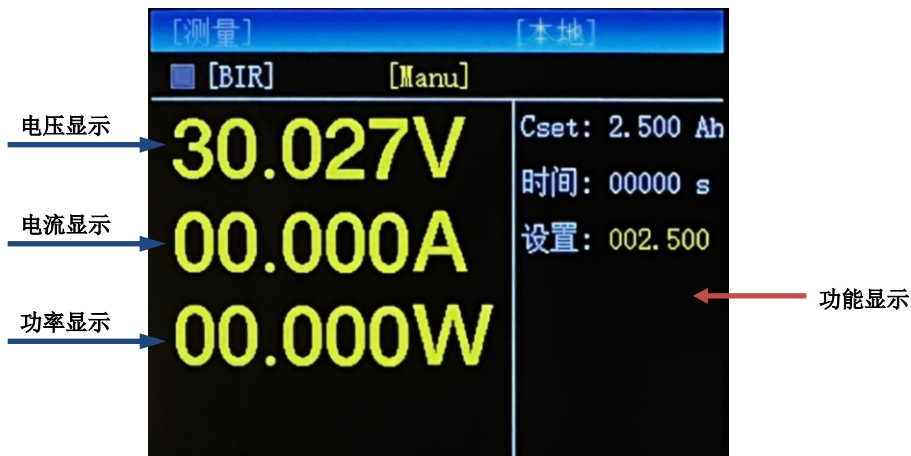 [测量] [本地]
[BIR] [Manu]
电压显示
30.027V
Cset: 2.500 Ah
时间: 00000 s
电流显示
00.000A
设置: 002.500
功能显示
功率显示
00.000W